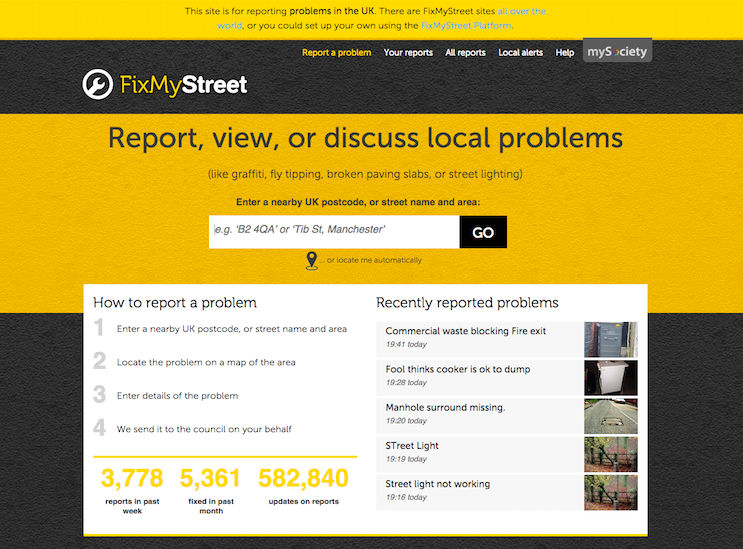 This site is for reporting problems in the UK. There are FixMyStreet sites all over the
world, or you could set up your own using the FixMyStreet Platform.
Report a problem Your reports All reports Local alerts Help mySociety
FixMyStreet
Report, view, or discuss local problems
(like graffiti, fly tipping, broken paving slabs, or street lighting)
Enter a nearby UK postcode, or street name and area:
e.g. 'B2 4QA' or 'Tib St, Manchester' GO
... or locate me automatically
How to report a problem
1 Enter a nearby UK postcode, or street name and area
2 Locate the problem on a map of the area
3 Enter details of the problem
4 We send it to the council on your behalf
3,778 5,361 582,840
reports in past fixed in past updates on reports
week month
Recently reported problems
Commercial waste blocking Fire exit
19:41 today
Fool thinks cooker is ok to dump
19:28 today
Manhole surround missing.
19:20 today
STreet Light
19:19 today
Street light not working
19:16 today